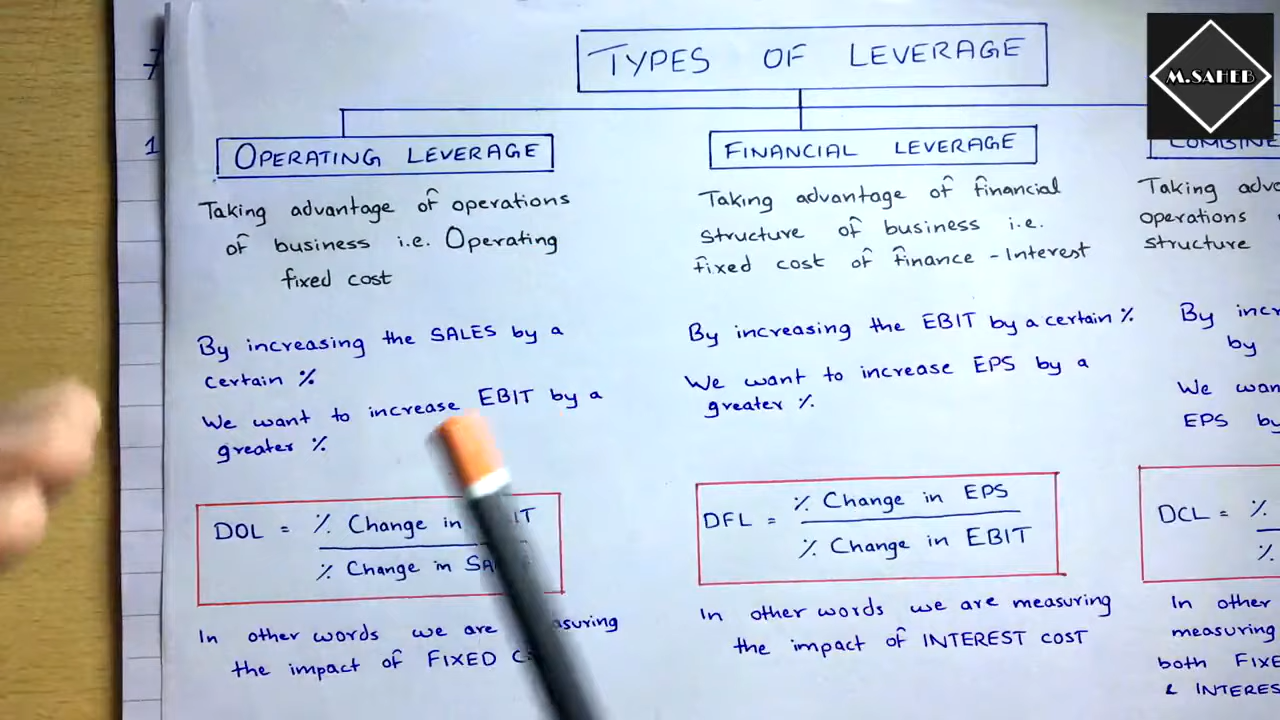 TYPES OF LEVERAGE
M.SAHEB
7
1
OPERATING LEVERAGE
Taking advantage of operations
of business i.e. Operating
fixed cost
By increasing the SALES by a
certain %
We want to increase EBIT by a
greater %
DOL = % Change in
% Change in
In other words we are
the impact of FIXED
FINANCIAL LEVERAGE
Taking advantage of financial
structure of business i.e.
fixed cost of finance - Interest
By increasing the EBIT by a certain %
We want to increase EPS by a
greater %.
DFL = % Change in EPS
% Change in EBIT
In other words we are measuring
the impact of INTEREST COST
Taking
operations
structure
By
by
We
EPS
DCL = %
%
In other
measuring
both
&